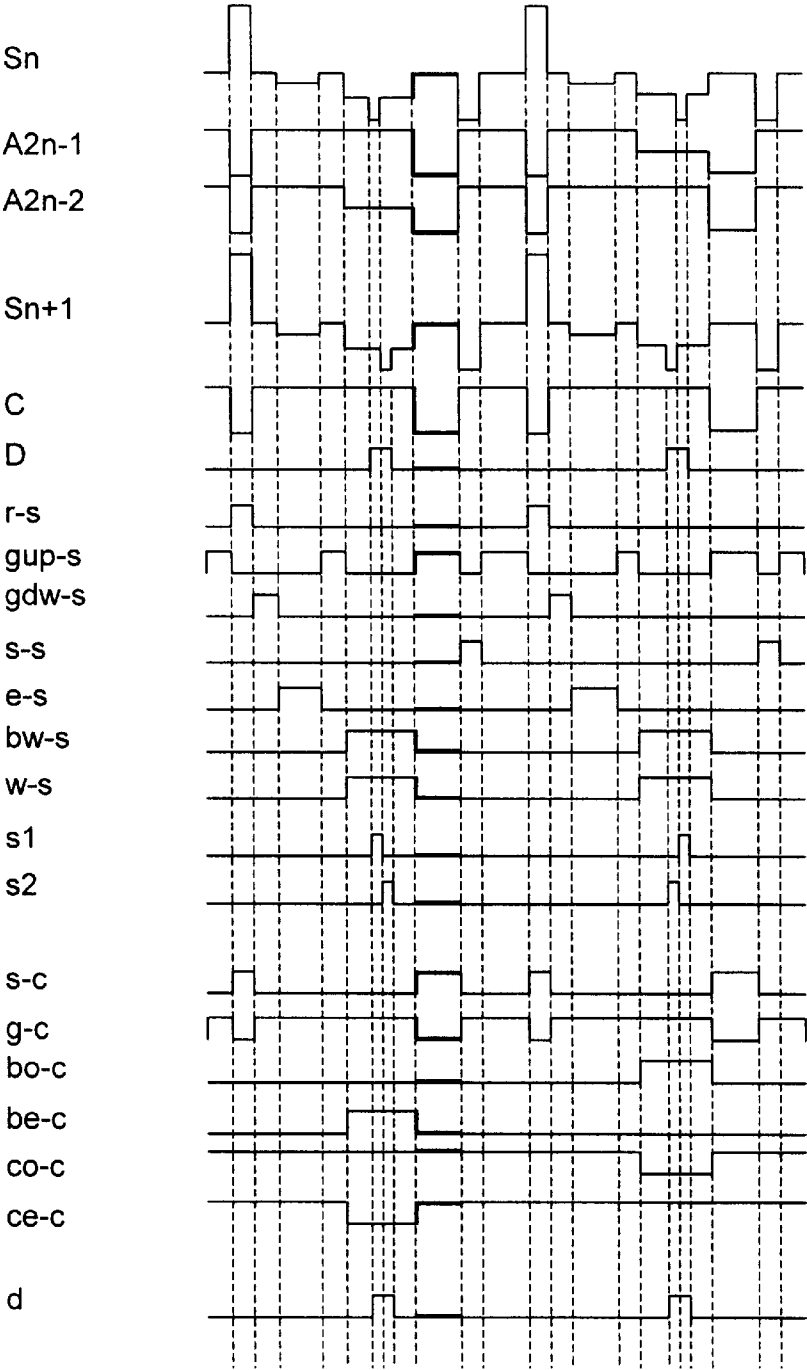 Sn
A2n-1
A2n-2
Sn+1
C
D
r-s
gup-s
gdw-s
s-s
e-s
bw-s
w-s
s1
s2
s-c
g-c
bo-c
be-c
co-c
ce-c
d